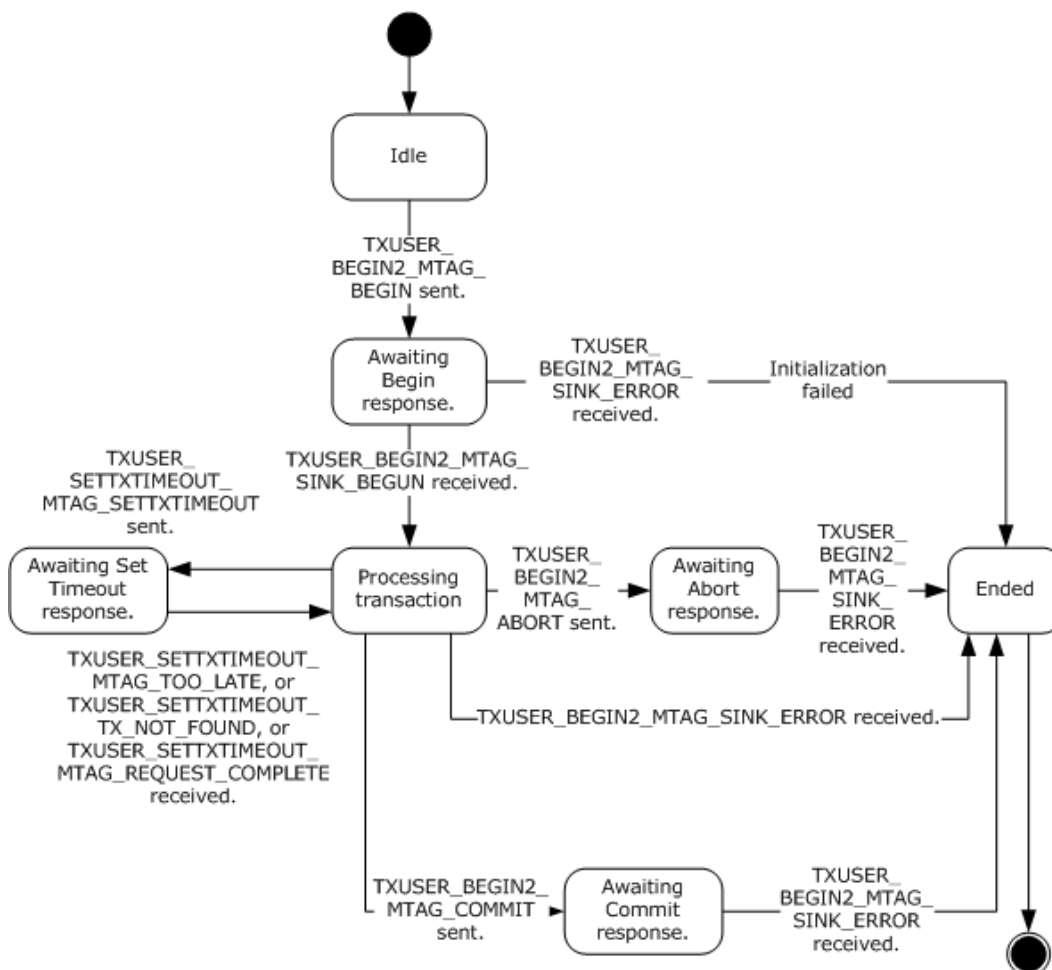 Idle
TXUSER_
BEGIN2_MTAG_
BEGIN sent.
Awaiting
Begin
response.
TXUSER_
BEGIN2_MTAG_
SINK_ERROR
received.
Initialization
failed
TXUSER_BEGIN2_MTAG_
SINK_BEGUN received.
TXUSER_
SETTXTIMEOUT_
MTAG_SETTXTIMEOUT
sent.
Awaiting Set
Timeout
response.
Processing
transaction
TXUSER_
BEGIN2_
MTAG_
ABORT sent.
Awaiting
Abort
response.
TXUSER_
BEGIN2_
MTAG_
SINK_
ERROR
received.
Ended
TXUSER_SETTXTIMEOUT_
MTAG_TOO_LATE, or
TXUSER_SETTXTIMEOUT_
TX_NOT_FOUND, or
TXUSER_SETTXTIMEOUT_
MTAG_REQUEST_COMPLETE
received.
TXUSER_BEGIN2_MTAG_SINK_ERROR received.
TXUSER_BEGIN2_
MTAG_COMMIT
sent.
Awaiting
Commit
response.
TXUSER_
BEGIN2_MTAG_
SINK_ERROR
received.